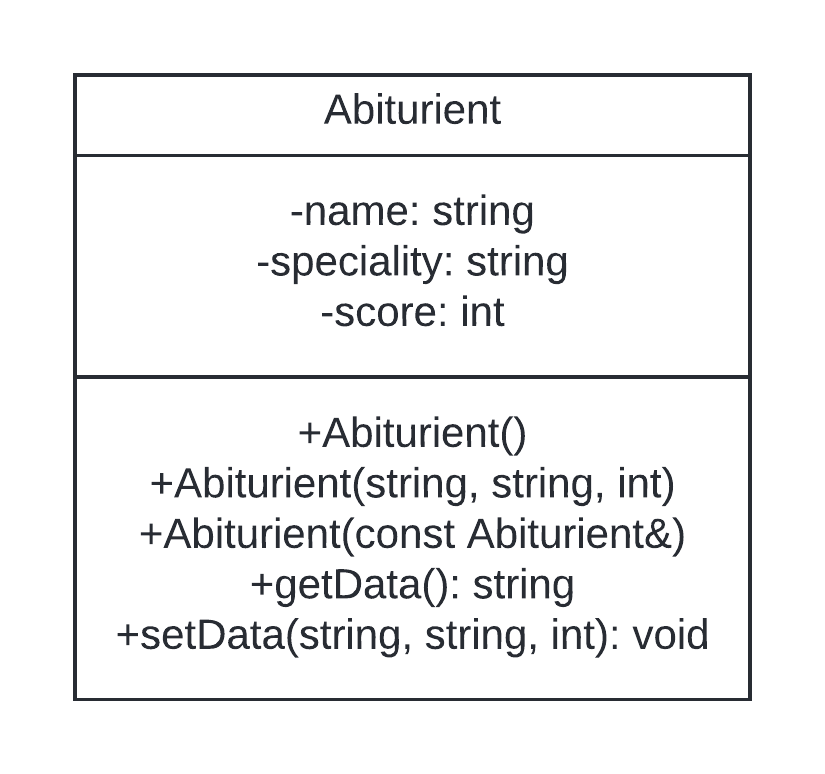 Abiturient
-name: string
-speciality: string
-score: int
+Abiturient()
+Abiturient(string, string, int)
+Abiturient(const Abiturient&)
+getData(): string
+setData(string, string, int): void